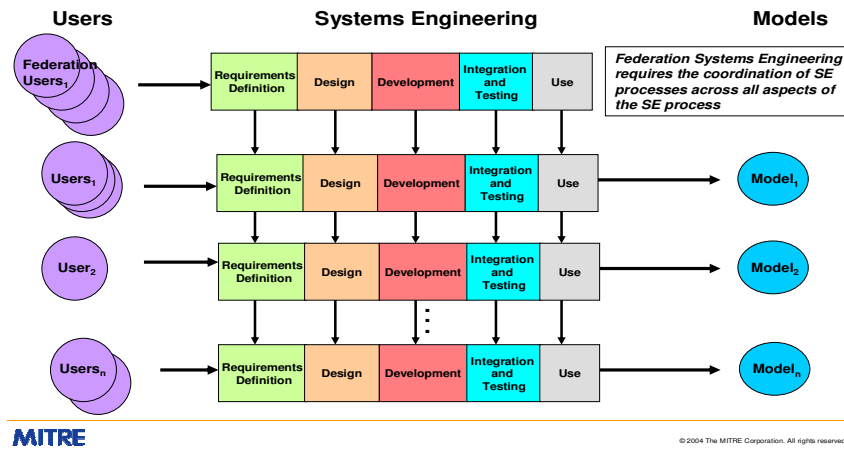 Users
Systems Engineering
Models
Federation
Users1
Requirements
Definition
Design
Development
Integration
and
Testing
Use
Federation Systems Engineering
requires the coordination of SE
processes across all aspects of
the SE process
Users1
Requirements
Definition
Design
Development
Integration
and
Testing
Use
Model1
User2
Requirements
Definition
Design
Development
Integration
and
Testing
Use
Model2
Usersn
Requirements
Definition
Design
Development
Integration
and
Testing
Use
Modeln
MITRE
© 2004 The MITRE Corporation. All rights reserved